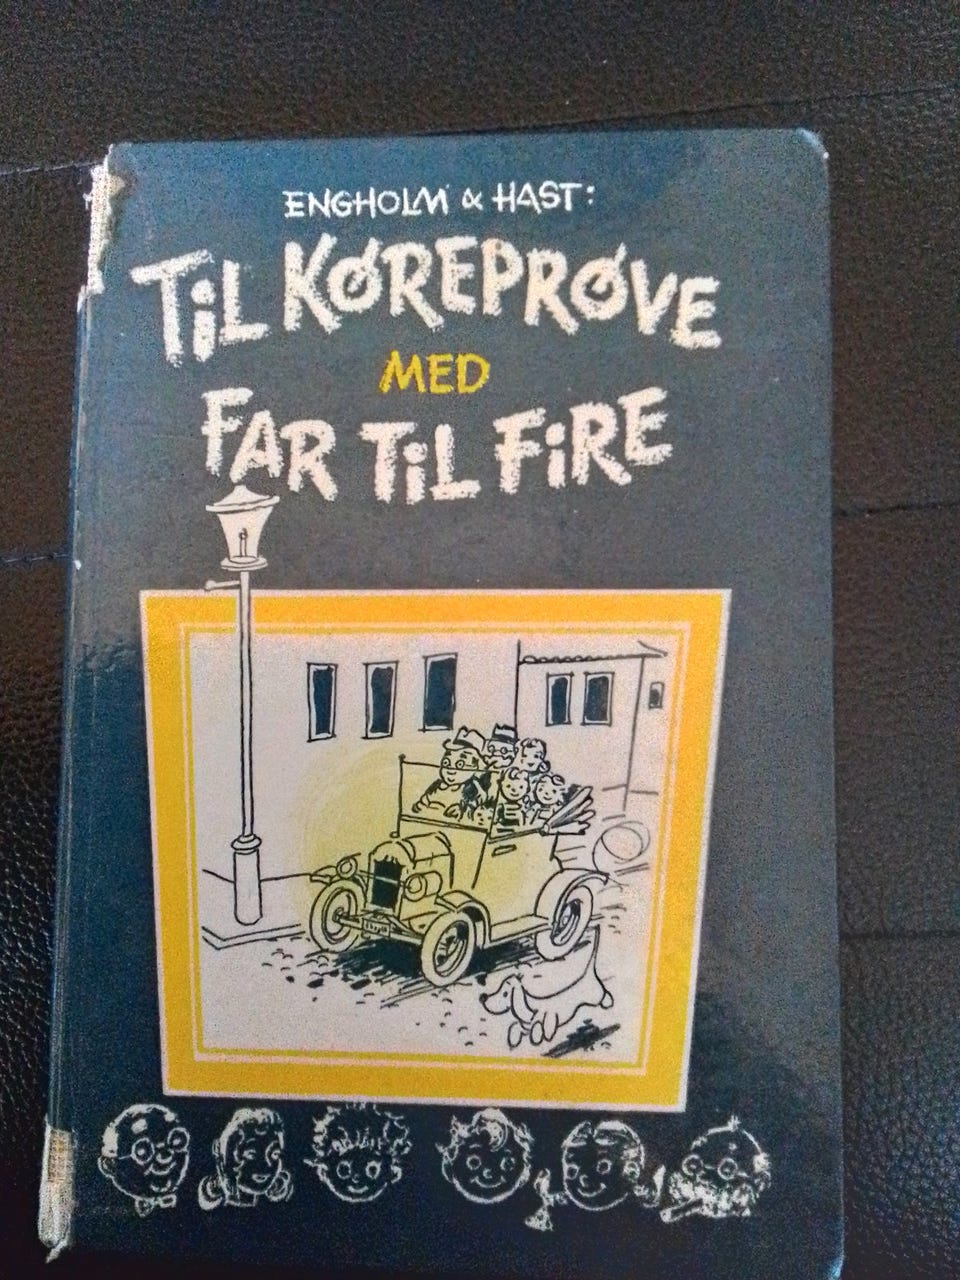 ENGHOLM & HAST:
TiL KØREPRØVE
MED
FAR TiL FiRE